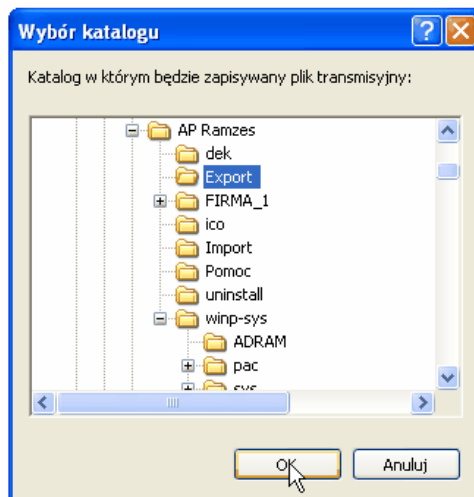 Wybór katalogu
Katalog w którym będzie zapisywany plik transmisyjny:
AP Ramzes
dek
Export
FIRMA_1
ico
Import
Pomoc
uninstall
winp-sys
ADRAM
pac
sys
OK
Anuluj